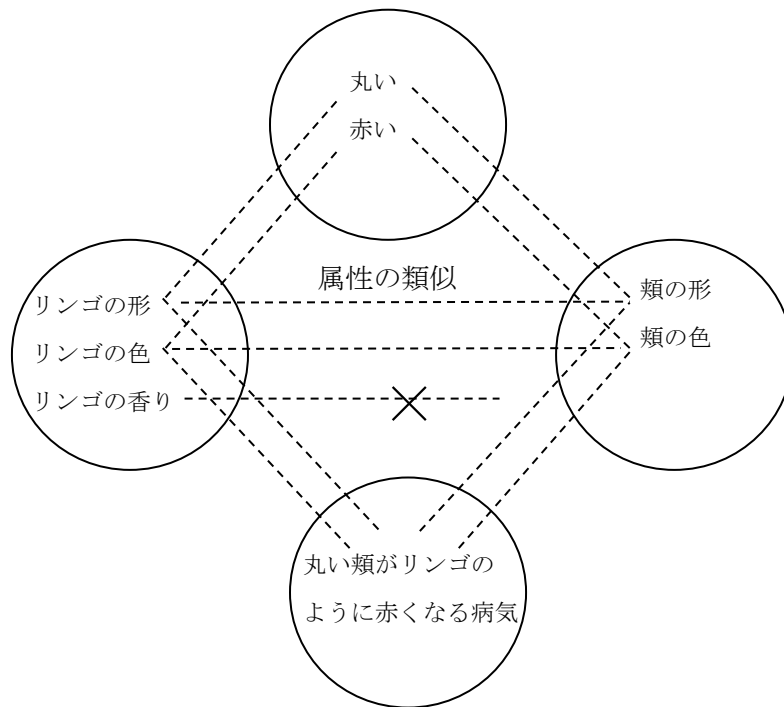 丸い
赤い
属性の類似
リンゴの形
リンゴの色
リンゴの香り
頬の形
頬の色
丸い頬がリンゴの
ように赤くなる病気